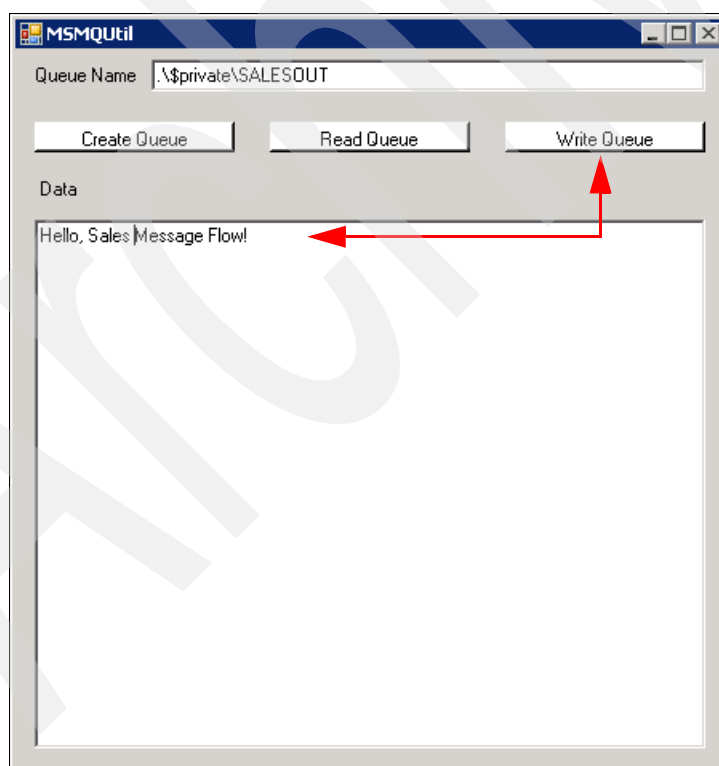 MSMQUtil
Queue Name .\$private\SALESOUT
Create Queue Read Queue Write Queue
Data
Hello, Sales Message Flow!